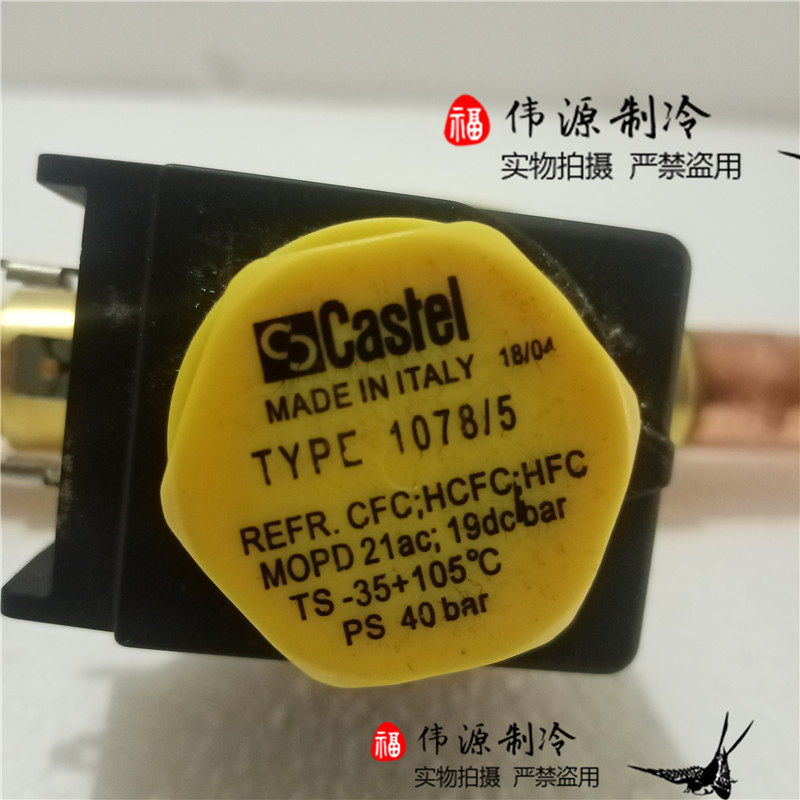 福 伟源制冷
实物拍摄 严禁盗用
Castel
MADE IN ITALY 18/04
TYPE 1078/5
REFR. CFC;HCFC;HFC
MOPD 21ac; 19dc bar
TS -35+105°C
PS 40 bar
福 伟源制冷
实物拍摄 严禁盗用